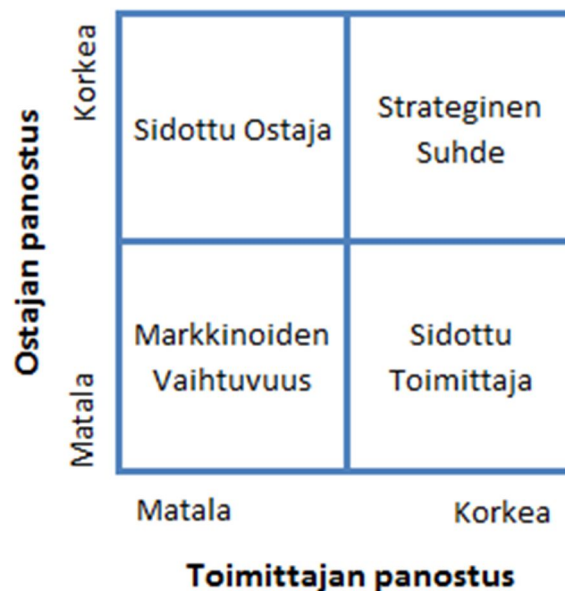 Ostajan panostus
Korkea
Matala
Sidottu Ostaja
Strateginen
Suhde
Markkinoiden
Vaihtuvuus
Sidottu
Toimittaja
Matala
Korkea
Toimittajan panostus